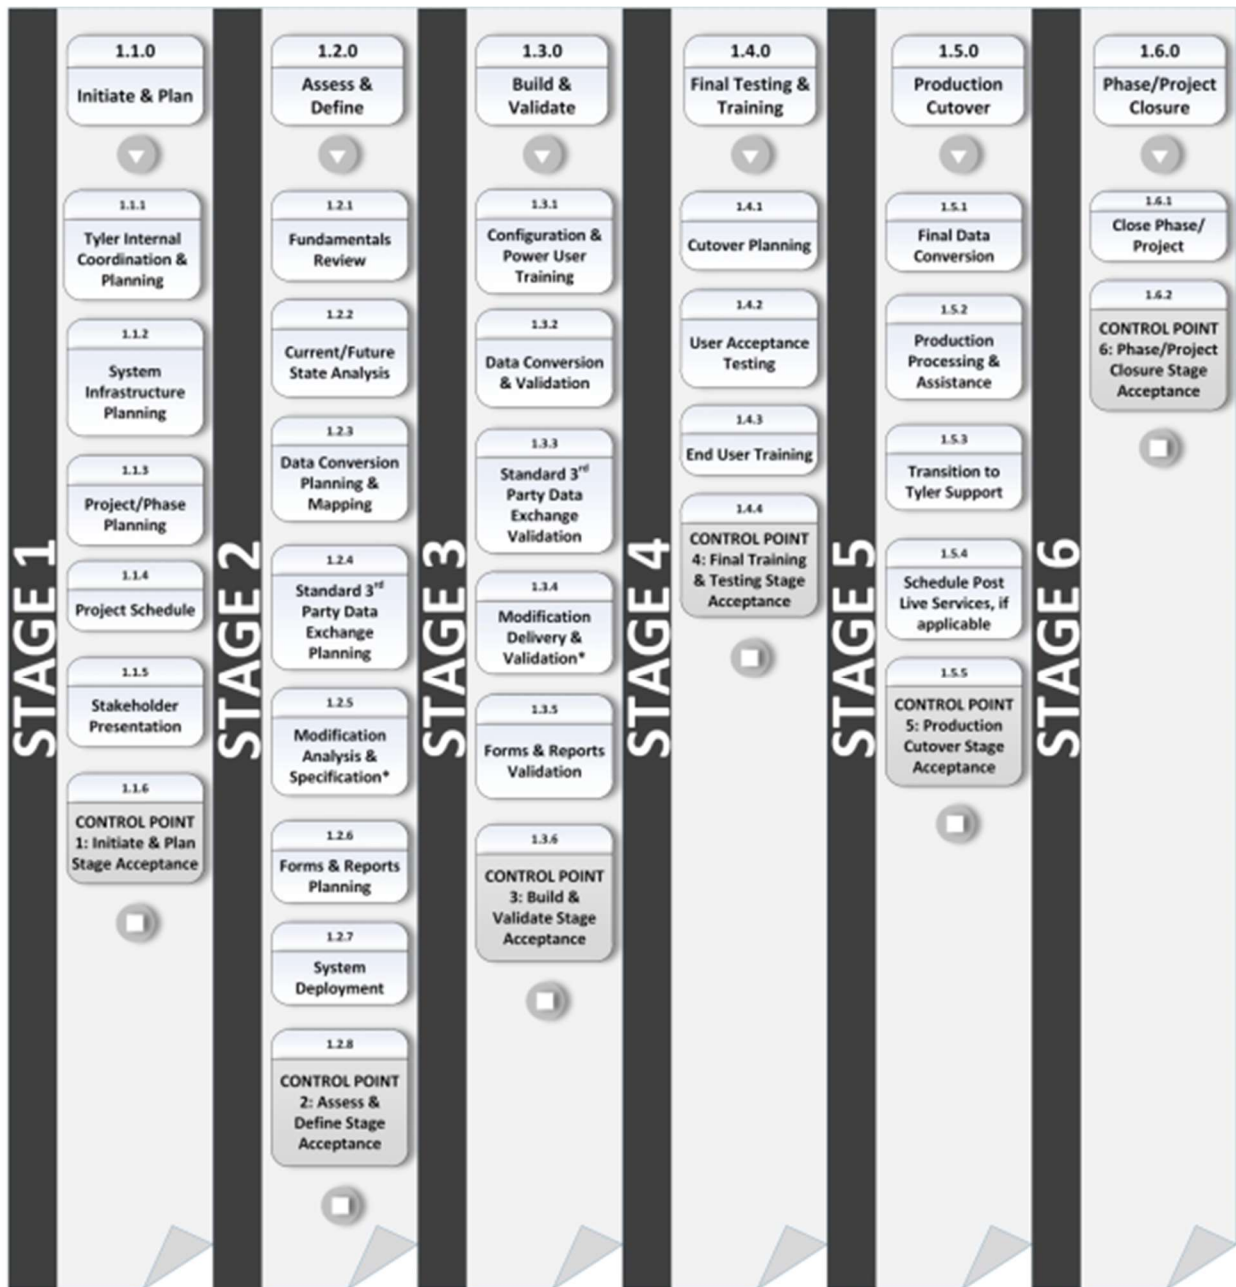 STAGE 1
1.1.0
Initiate & Plan
1.1.1
Tyler Internal
Coordination &
Planning
1.1.2
System
Infrastructure
Planning
1.1.3
Project/Phase
Planning
1.1.4
Project Schedule
1.1.5
Stakeholder
Presentation
1.1.6
CONTROL POINT
1: Initiate & Plan
Stage Acceptance
STAGE 2
1.2.0
Assess &
Define
1.2.1
Fundamentals
Review
1.2.2
Current/Future
State Analysis
1.2.3
Data Conversion
Planning &
Mapping
1.2.4
Standard 3rd
Party Data
Exchange
Planning
1.2.5
Modification
Analysis &
Specification*
1.2.6
Forms & Reports
Planning
1.2.7
System
Deployment
1.2.8
CONTROL POINT
2: Assess &
Define Stage
Acceptance
STAGE 3
1.3.0
Build &
Validate
1.3.1
Configuration &
Power User
Training
1.3.2
Data Conversion
& Validation
1.3.3
Standard 3rd
Party Data
Exchange
Validation
1.3.4
Modification
Delivery &
Validation*
1.3.5
Forms & Reports
Validation
1.3.6
CONTROL POINT
3: Build &
Validate Stage
Acceptance
STAGE 4
1.4.0
Final Testing &
Training
1.4.1
Cutover Planning
1.4.2
User Acceptance
Testing
1.4.3
End User Training
1.4.4
CONTROL POINT
4: Final Training
& Testing Stage
Acceptance
STAGE 5
1.5.0
Production
Cutover
1.5.1
Final Data
Conversion
1.5.2
Production
Processing &
Assistance
1.5.3
Transition to
Tyler Support
1.5.4
Schedule Post
Live Services, if
applicable
1.5.5
CONTROL POINT
5: Production
Cutover Stage
Acceptance
STAGE 6
1.6.0
Phase/Project
Closure
1.6.1
Close Phase/
Project
1.6.2
CONTROL POINT
6: Phase/Project
Closure Stage
Acceptance